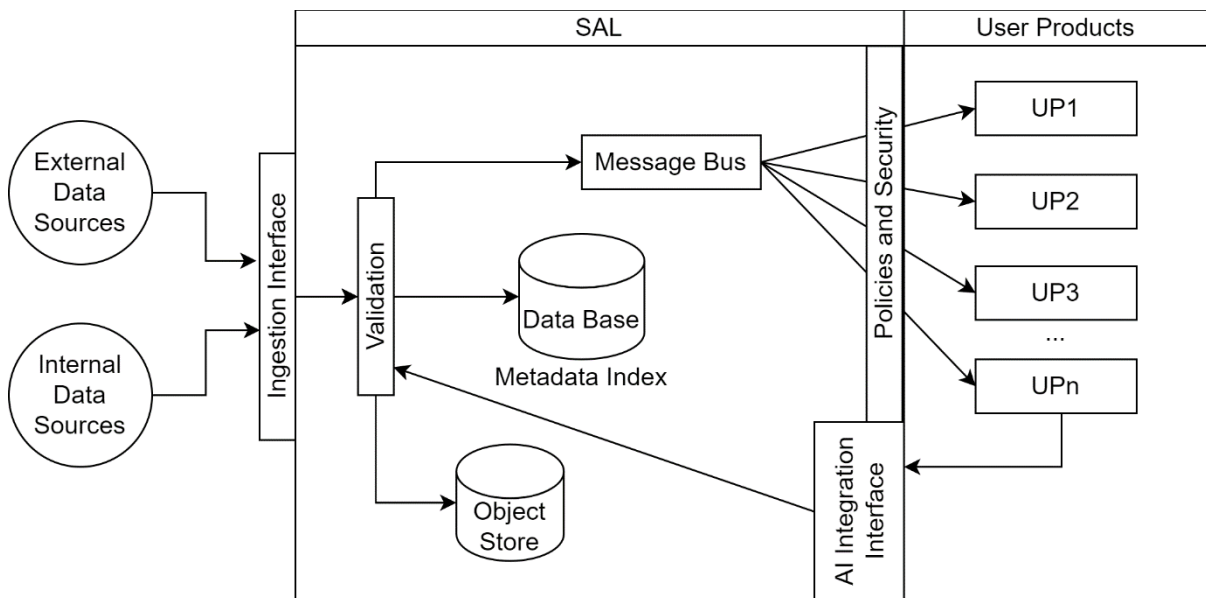 SAL
User Products
External
Data
Sources
Internal
Data
Sources
Ingestion Interface
Validation
Message Bus
Data Base
Metadata Index
Object
Store
Policies and Security
AI Integration
Interface
UP1
UP2
UP3
...
UPn